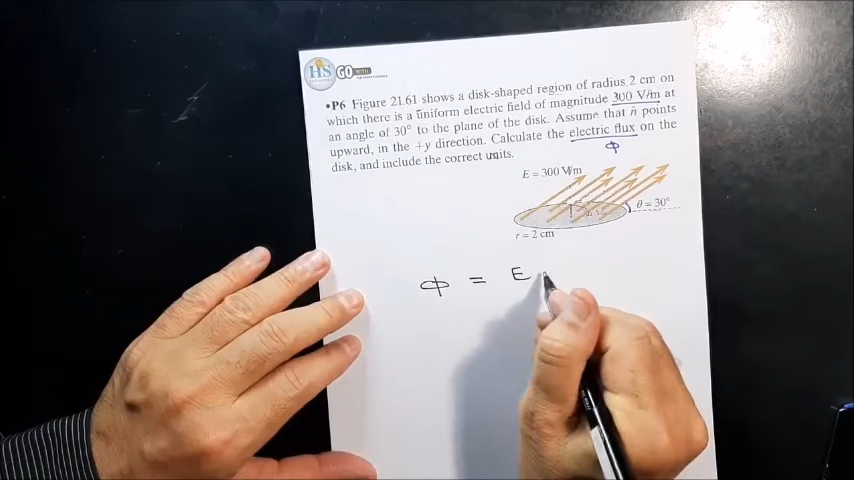 HS
GO
•P6 Figure 21.61 shows a disk-shaped region of radius 2 cm on
which there is a uniform electric field of magnitude 300 V/m at
an angle of 30° to the plane of the disk. Assume that n̂ points
upward, in the +y direction. Calculate the electric flux on the
disk, and include the correct units.
Φ
E = 300 V/m
θ = 30°
r = 2 cm
Φ = E